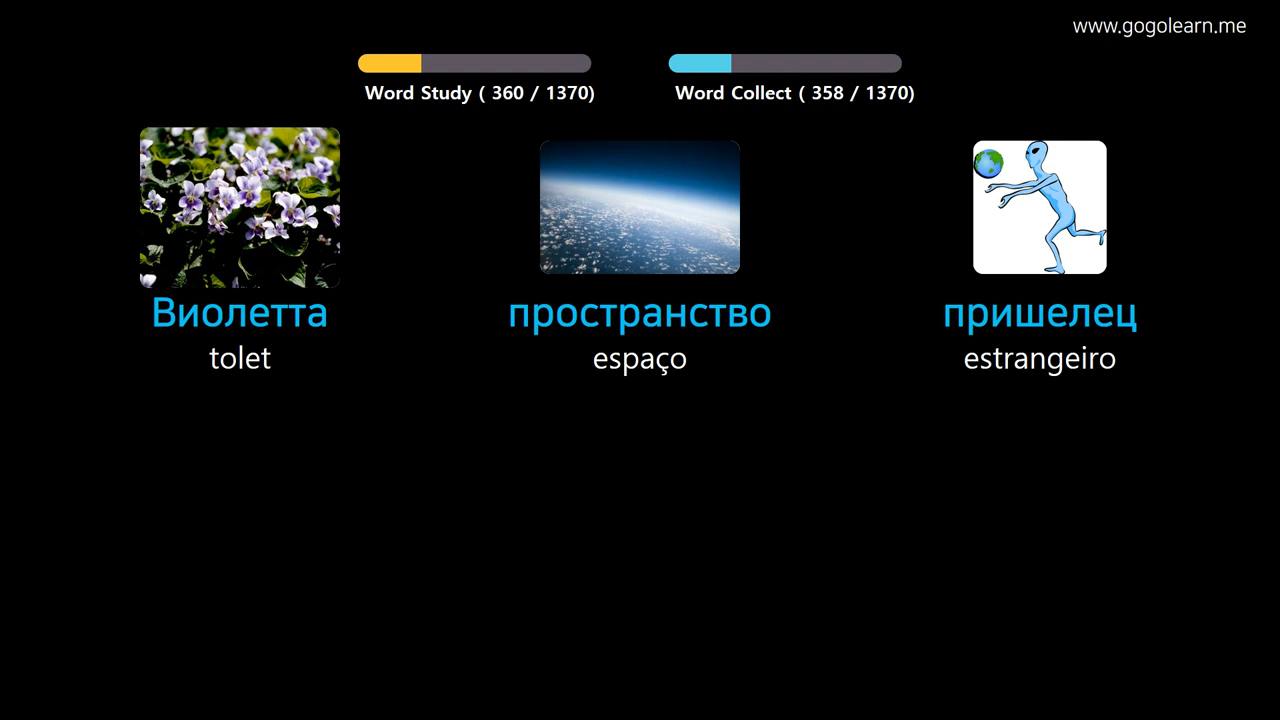 www.gogolearn.me
Word Study ( 360 / 1370)
Word Collect ( 358 / 1370)
Виолетта
пространство
пришелец
tolet
espaço
estrangeiro